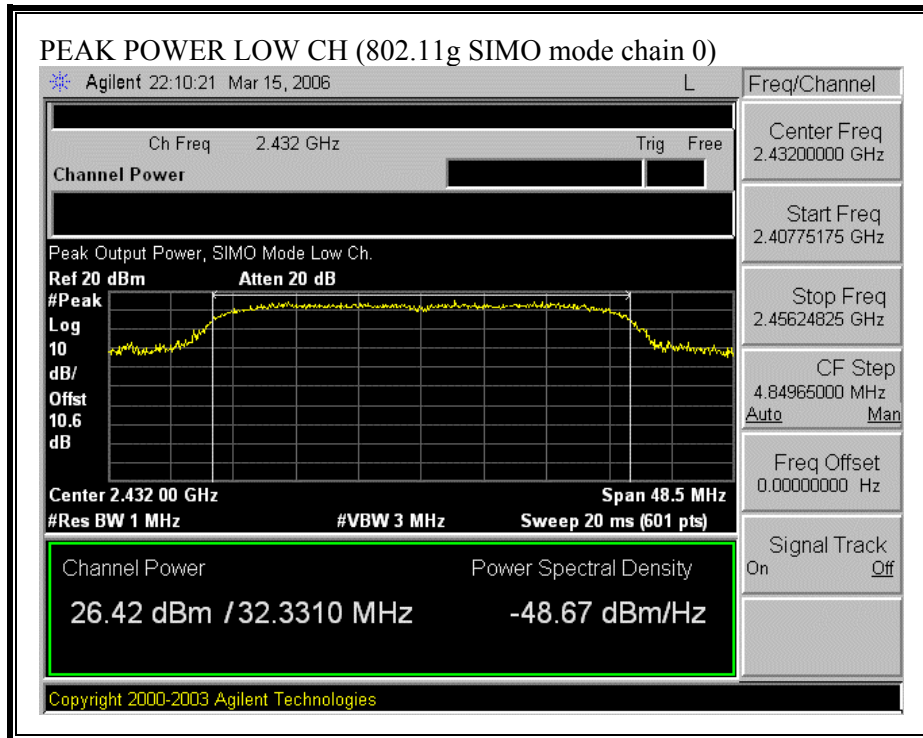 PEAK POWER LOW CH (802.11g SIMO mode chain 0)
Agilent 22:10:21 Mar 15, 2006 L Freq/Channel
Ch Freq 2.432 GHz Trig Free
Channel Power
Peak Output Power, SIMO Mode Low Ch.
Ref 20 dBm Atten 20 dB
#Peak
Log
10
dB/
Offst
10.6
dB
Center 2.432 00 GHz Span 48.5 MHz
#Res BW 1 MHz #VBW 3 MHz Sweep 20 ms (601 pts)
Channel Power Power Spectral Density
26.42 dBm / 32.3310 MHz -48.67 dBm/Hz
Copyright 2000-2003 Agilent Technologies
Center Freq
2.43200000 GHz
Start Freq
2.40775175 GHz
Stop Freq
2.45624825 GHz
CF Step
4.84965000 MHz
Auto Man
Freq Offset
0.00000000 Hz
Signal Track
On Off